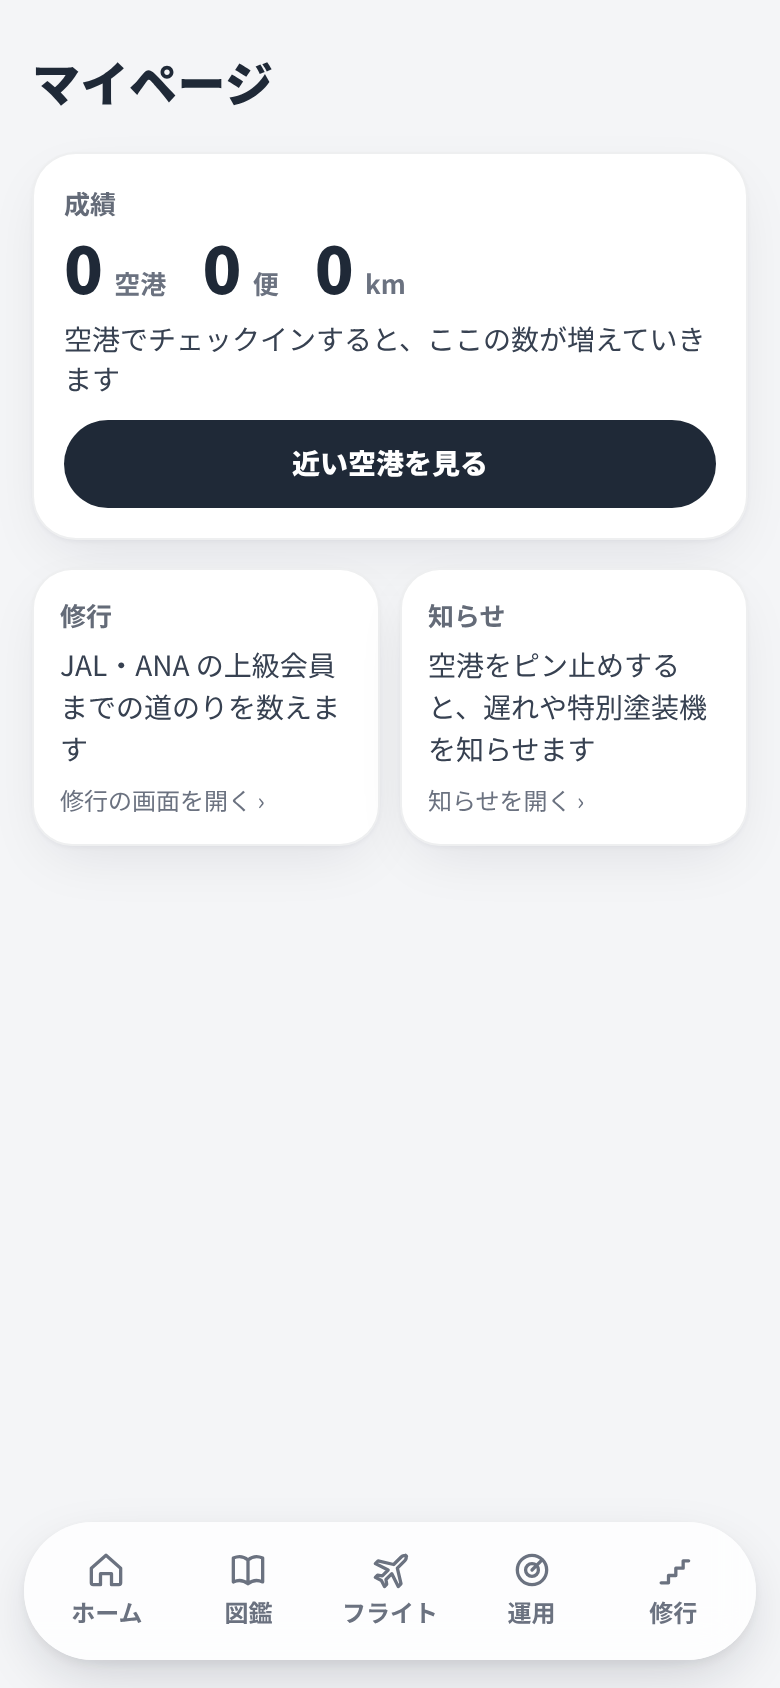 マイページ
成績
0 空港 0 便 0 km
空港でチェックインすると、ここの数が増えていき
ます
近い空港を見る
修行
JAL・ANA の上級会員
までの道のりを数えま
す
修行の画面を開く ›
知らせ
空港をピン止めする
と、遅れや特別塗装機
を知らせます
知らせを開く ›
ホーム
図鑑
フライト
運用
修行